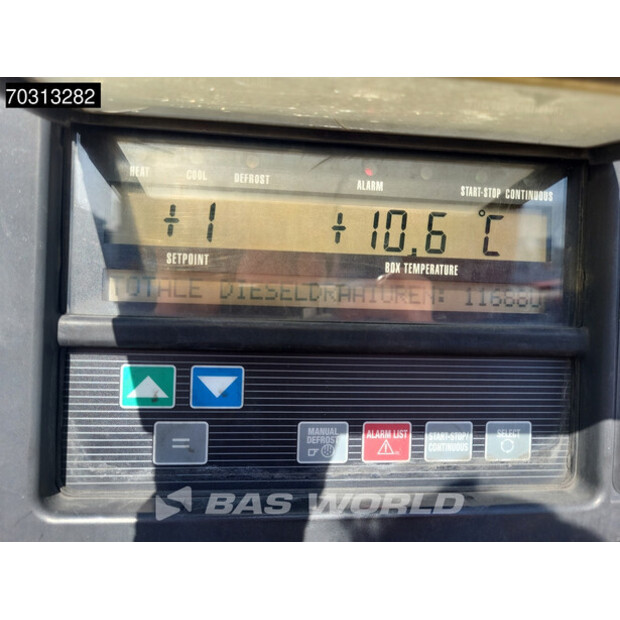 70313282
HEAT COOL DEFROST ALARM START-STOP CONTINUOUS
+1 +10.6 °C
SETPOINT BOX TEMPERATURE
TOTALE DIESELDRAAIUREN: 116880
MANUAL DEFROST
ALARM LIST
START-STOP/
CONTINUOUS
SELECT
=
BAS WORLD